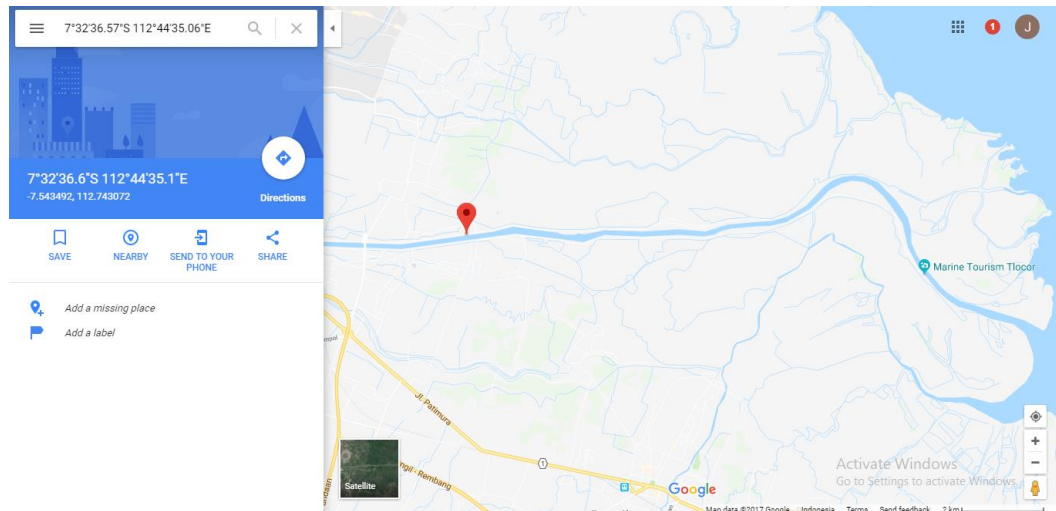 7°32'36.57"S 112°44'35.06"E
1
J
7°32'36.6"S 112°44'35.1"E
-7.543492, 112.743072
Directions
SAVE
NEARBY
SEND TO YOUR
PHONE
SHARE
Add a missing place
Add a label
Marine Tourism Tlocor
Jl. Patimura
1
Rembang
Satellite
Google
Activate Windows
Go to Settings to activate Windows.
Map data ©2017 Google
Indonesia
Terms
Send feedback
2 km